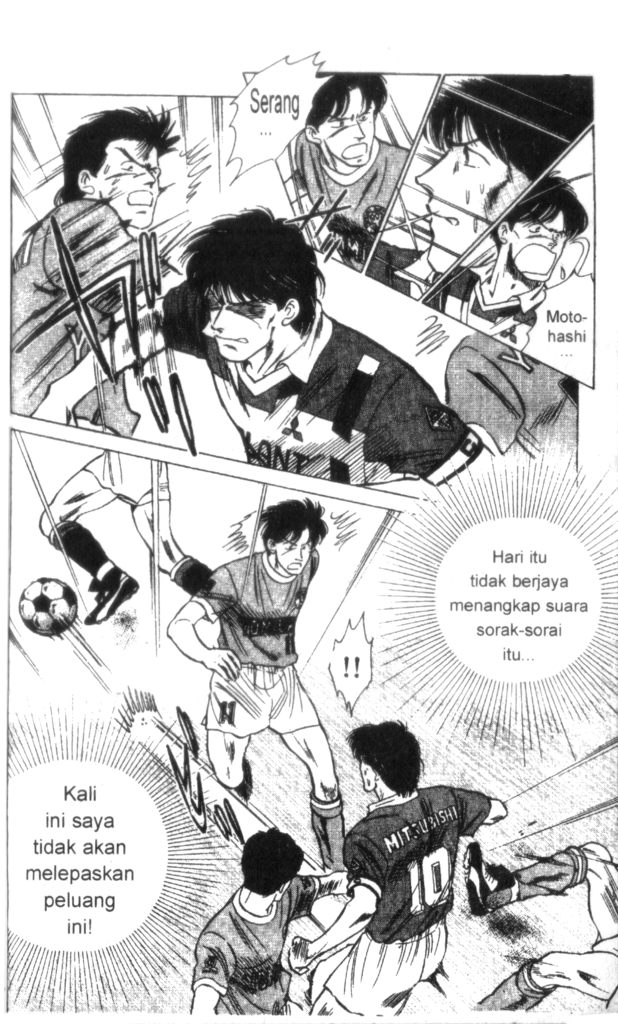 Serang
...
Moto-
hashi
...
Hari itu
tidak berjaya
menangkap suara
sorak-sorai
itu...
!!
Kali
ini saya
tidak akan
melepaskan
peluang
ini!
MITSUBISHI
10